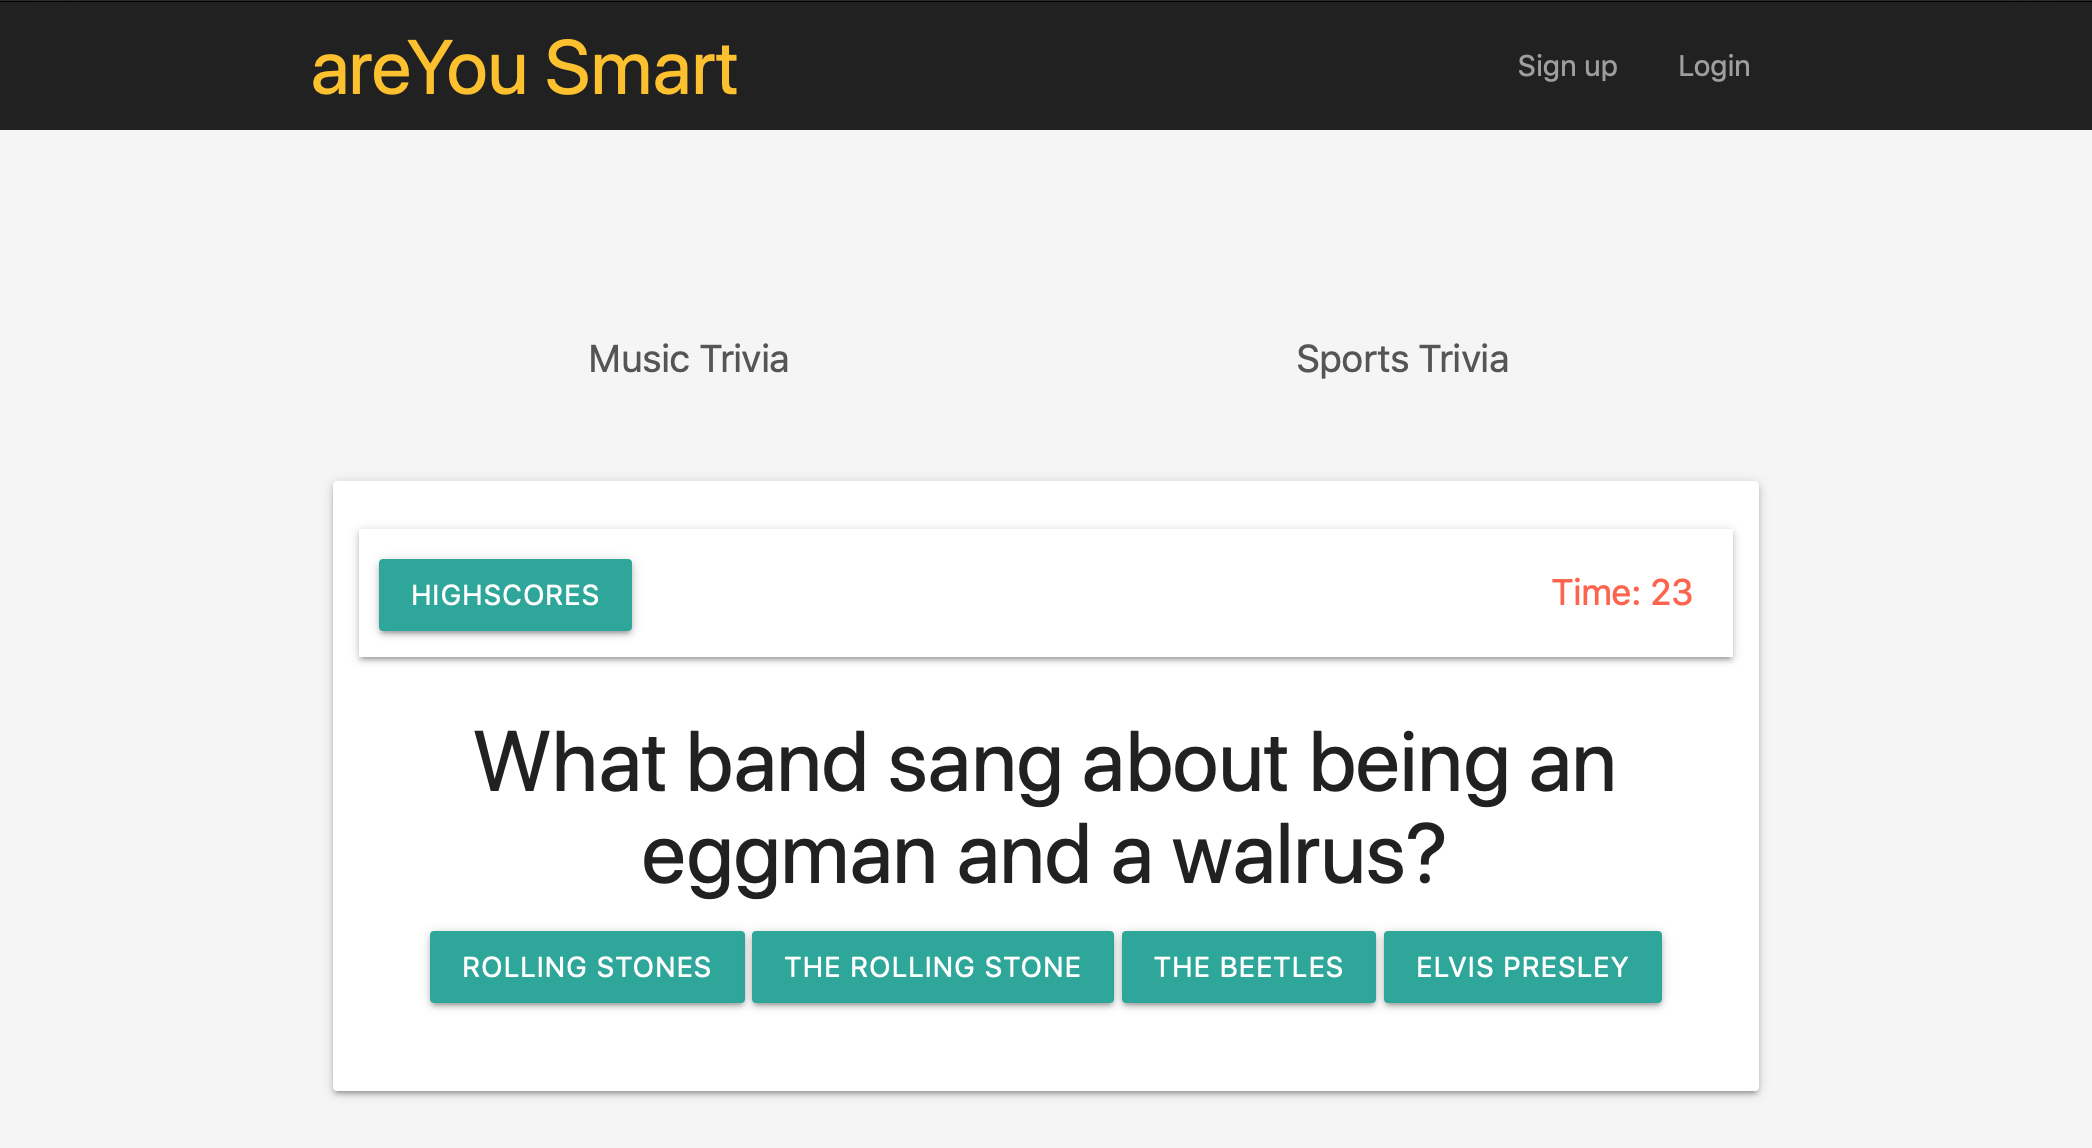 areYou Smart
Sign up
Login
Music Trivia
Sports Trivia
HIGHSCORES
Time: 23
What band sang about being an
eggman and a walrus?
ROLLING STONES
THE ROLLING STONE
THE BEETLES
ELVIS PRESLEY